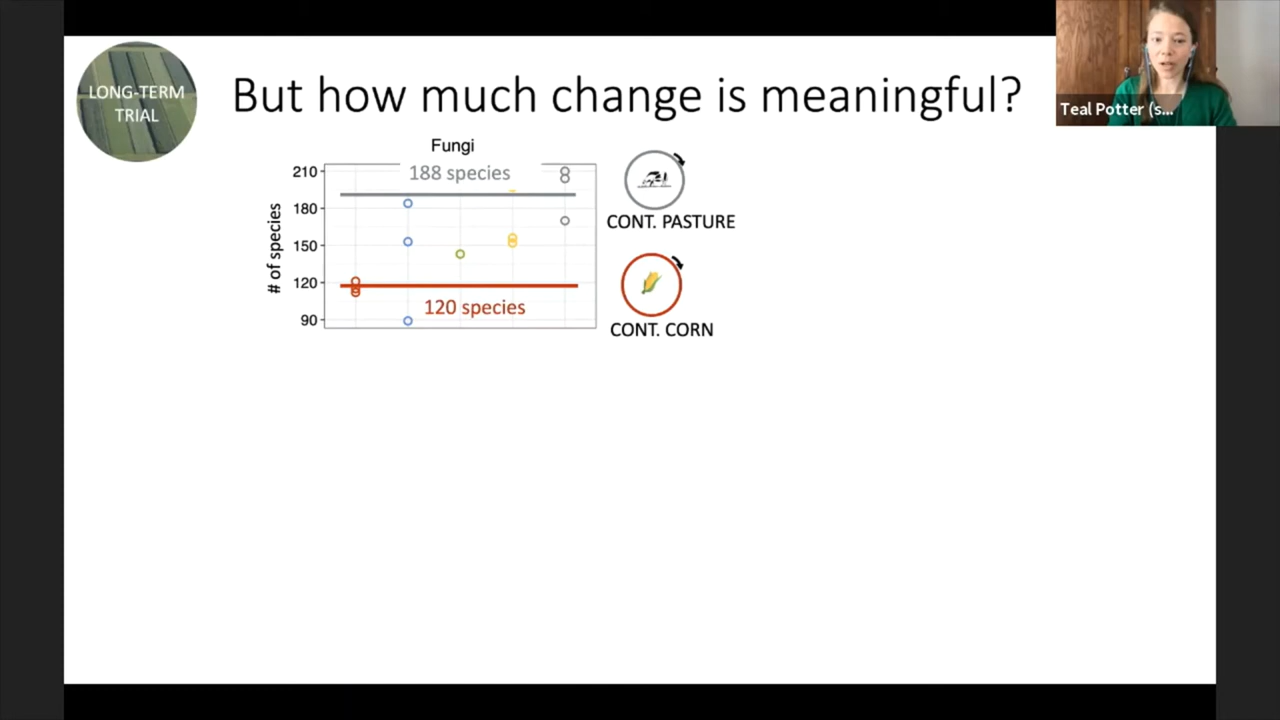 LONG-TERM
TRIAL
But how much change is meaningful?
Teal Potter (s...
Fungi
# of species
210
180
150
120
90
188 species
120 species
CONT. PASTURE
CONT. CORN